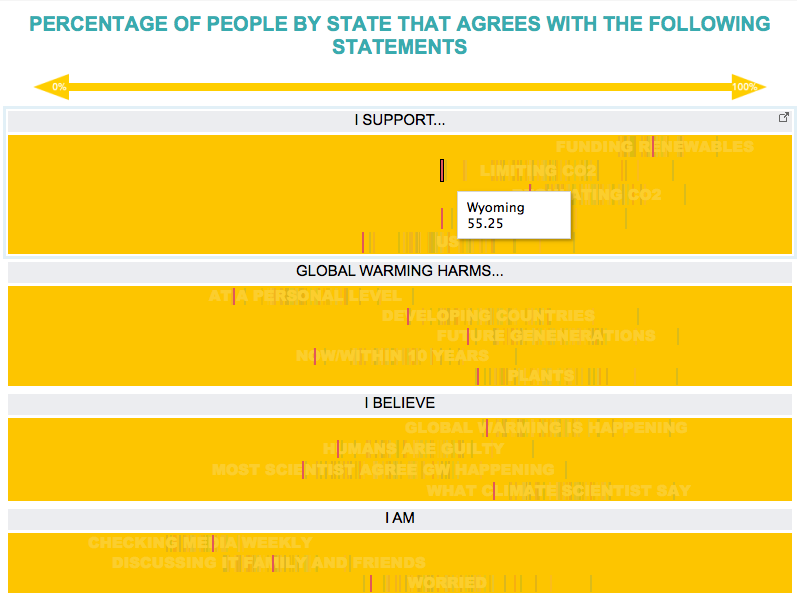 PERCENTAGE OF PEOPLE BY STATE THAT AGREES WITH THE FOLLOWING
STATEMENTS
0% 100%
I SUPPORT...
FUNDING RENEWABLES
LIMITING CO2
ATING CO2
Wyoming
55.25
US
GLOBAL WARMING HARMS...
AT A PERSONAL LEVEL
DEVELOPING COUNTRIES
FUTURE GENENERATIONS
NOW/WITHIN 10 YEARS
PLANTS
I BELIEVE
GLOBAL WARMING IS HAPPENING
HUMANS ARE GUILTY
MOST SCIENTIST AGREE GW HAPPENING
WHAT CLIMATE SCIENTIST SAY
I AM
CHECKING MEDIA WEEKLY
DISCUSSING IT FAMILY AND FRIENDS
WORRIED